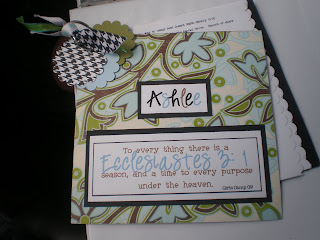 Ashlee
To every thing there is a
Ecclesiastes 3: 1
season, and a time to every purpose
under the heaven.